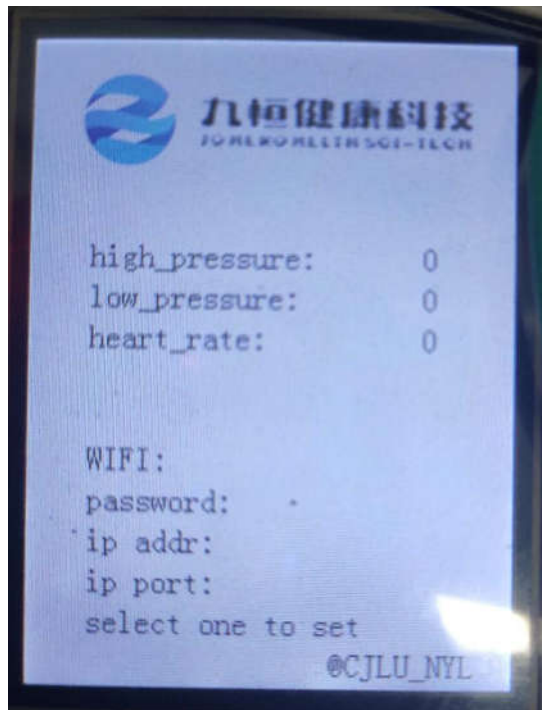 九恒健康科技
high_pressure: 0
low_pressure: 0
heart_rate: 0
WIFI:
password:
ip addr:
ip port:
select one to set
@CJLU_NYL